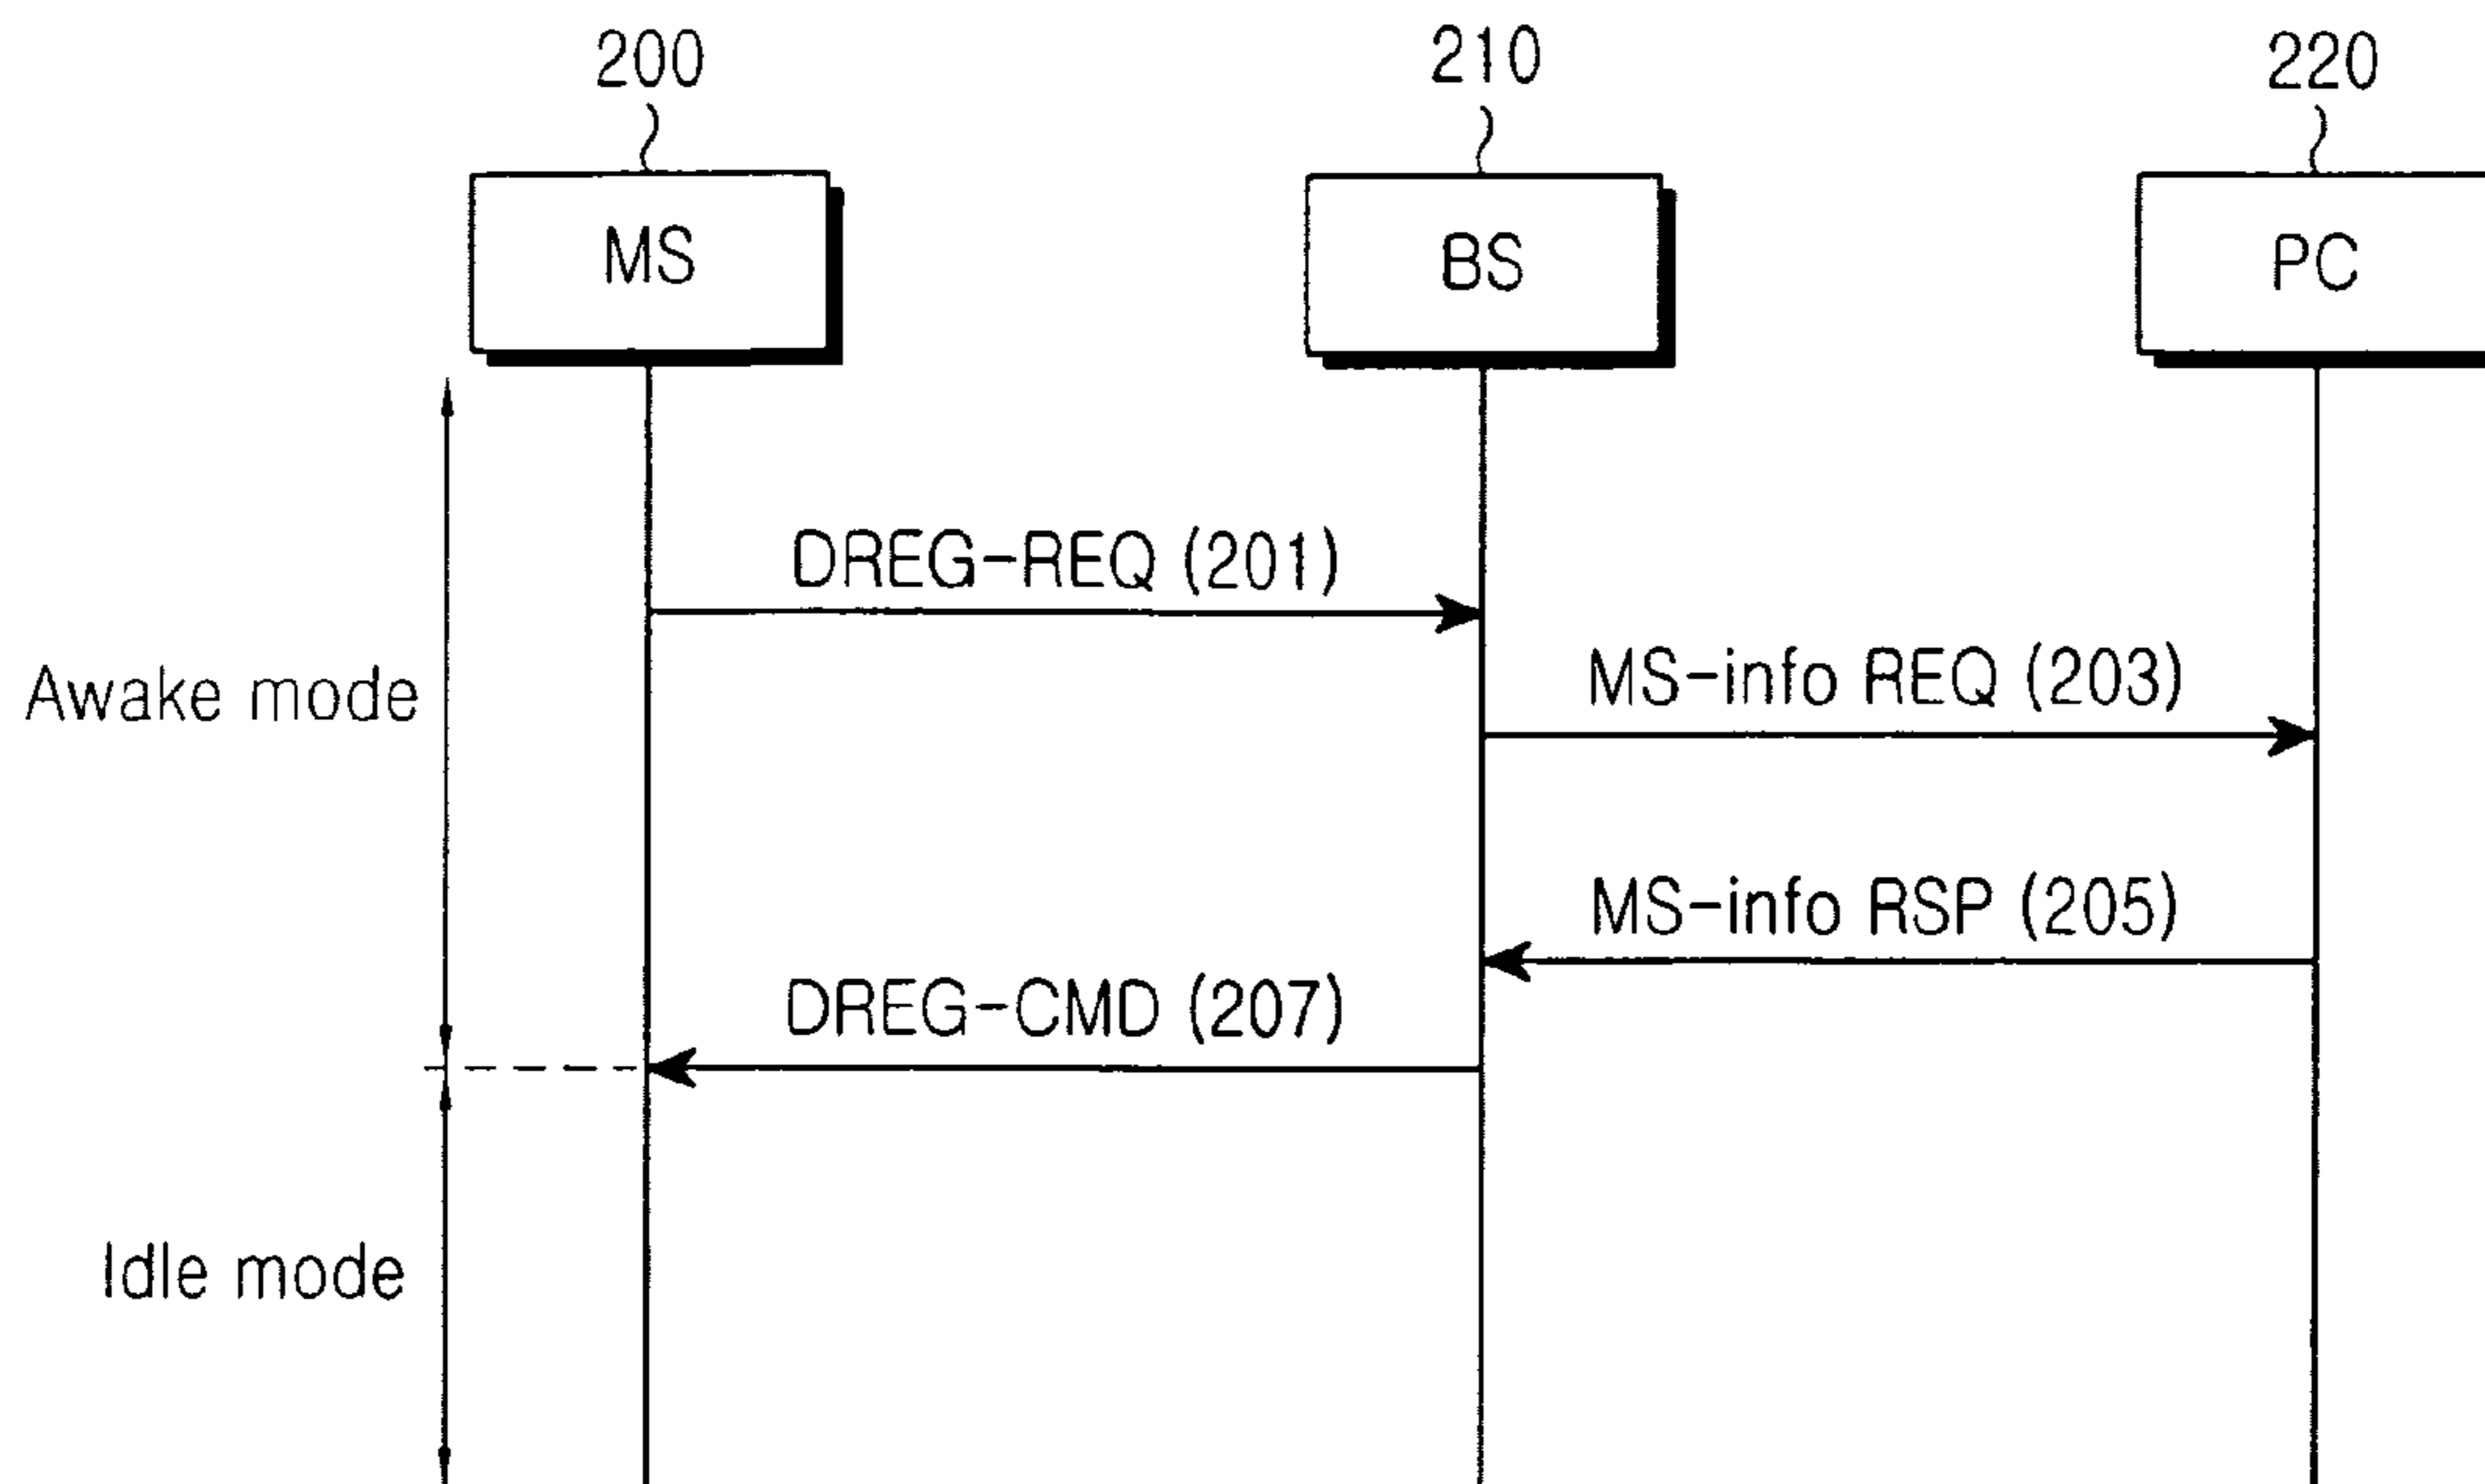 200
210
220
MS
BS
PC
DREG-REQ (201)
MS-info REQ (203)
Awake mode
MS-info RSP (205)
DREG-CMD (207)
Idle mode